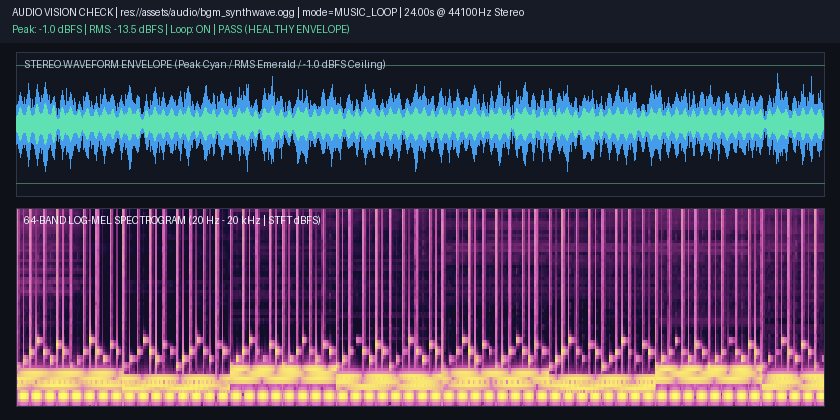 AUDIO VISION CHECK | res://assets/audio/bgm_synthwave.ogg | mode=MUSIC_LOOP | 24.00s @ 44100Hz Stereo
Peak: -1.0 dBFS | RMS: -13.5 dBFS | Loop: ON | PASS (HEALTHY ENVELOPE)
STEREO WAVEFORM ENVELOPE (Peak Cyan / RMS Emerald / -1.0 dBFS Ceiling)
64-BAND LOG-MEL SPECTROGRAM (20 Hz - 20 kHz | STFT dBFS)